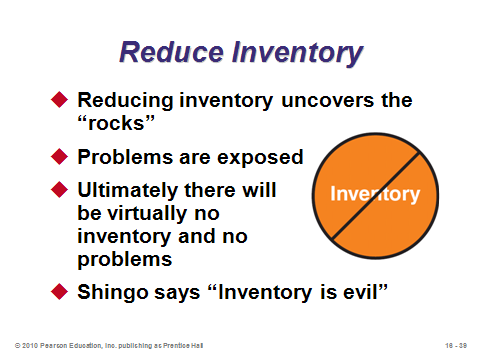 Reduce Inventory
Reducing inventory uncovers the
“rocks”
Problems are exposed
Ultimately there will
be virtually no
inventory and no
problems
Inventory
Shingo says “Inventory is evil”
© 2010 Pearson Education, Inc. publishing as Prentice Hall
16 - 39